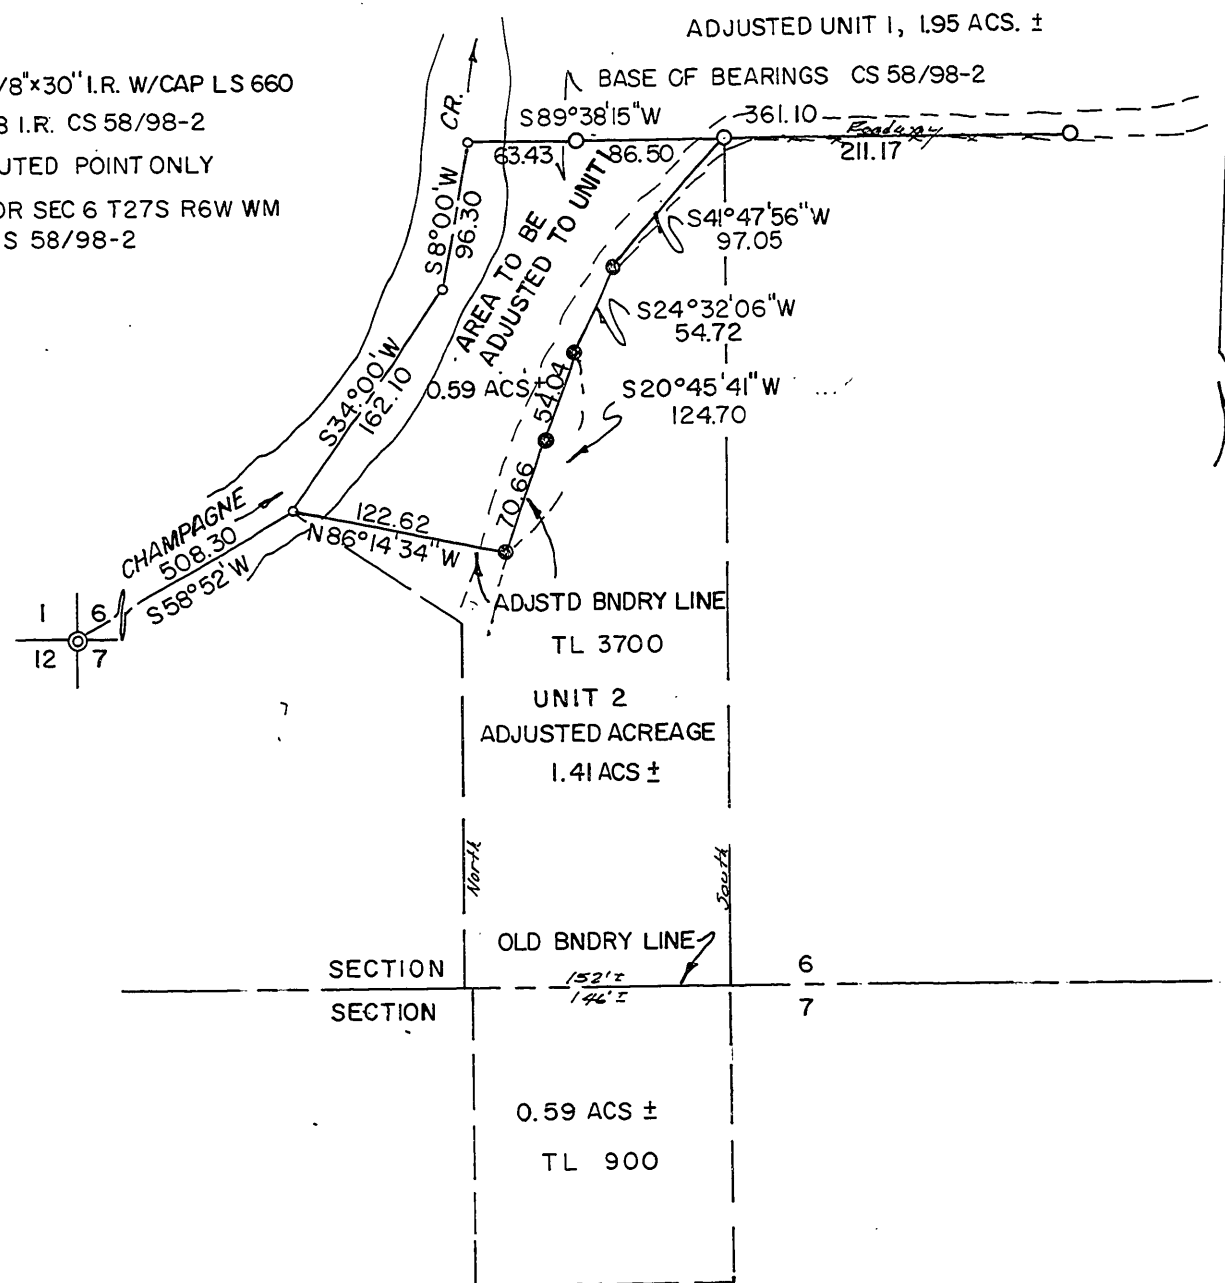 ADJUSTED UNIT 1, 1.95 ACS. ±
/8"x30" I.R. W/CAP LS 660
8 I.R. CS 58/98-2
UTED POINT ONLY
OR SEC 6 T27S R6W WM
S 58/98-2
BASE OF BEARINGS CS 58/98-2
S89°38'15"W
361.10
Roadway
63.43
86.50
211.17
CR.
S8°00'W
96.30
AREA TO BE
ADJUSTED TO UNIT 1
S41°47'56"W
97.05
S24°32'06"W
54.72
S34°00'W
162.10
0.59 ACS ±
54.04
S20°45'41"W
124.70
70.66
CHAMPAGNE
508.30
S58°52'W
122.62
N86°14'34"W
1 6
12 7
ADJSTD BNDRY LINE
TL 3700
UNIT 2
ADJUSTED ACREAGE
1.41 ACS ±
North
South
OLD BNDRY LINE
SECTION
152'±
6
SECTION
146'±
7
0.59 ACS ±
TL 900